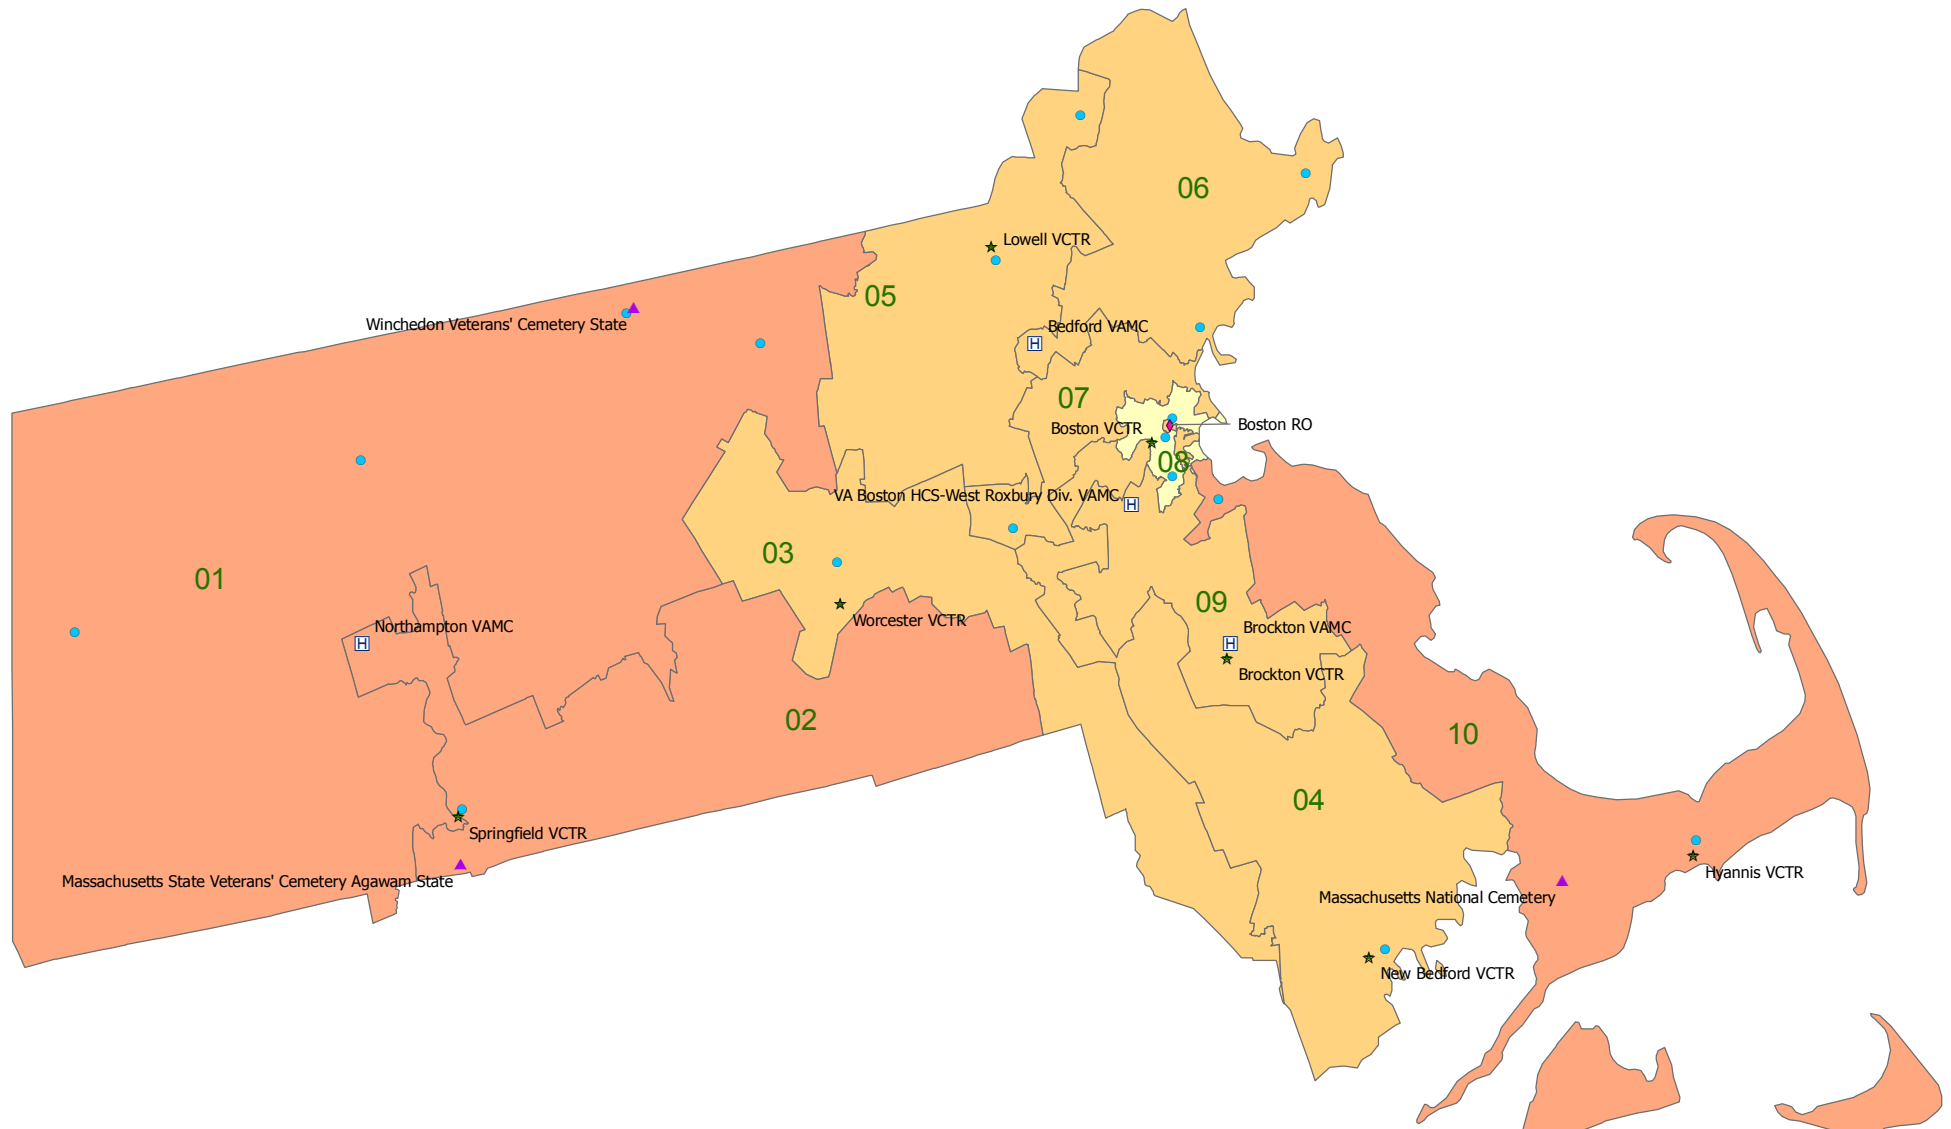 06
Lowell VCTR
05
Winchedon Veterans' Cemetery State
Bedford VAMC
H
07
Boston VCTR
Boston RO
08
VA Boston HCS-West Roxbury Div. VAMC
H
03
01
09
Worcester VCTR
Northampton VAMC
H
Brockton VAMC
H
Brockton VCTR
02
10
04
Springfield VCTR
Massachusetts State Veterans' Cemetery Agawam State
Hyannis VCTR
Massachusetts National Cemetery
New Bedford VCTR